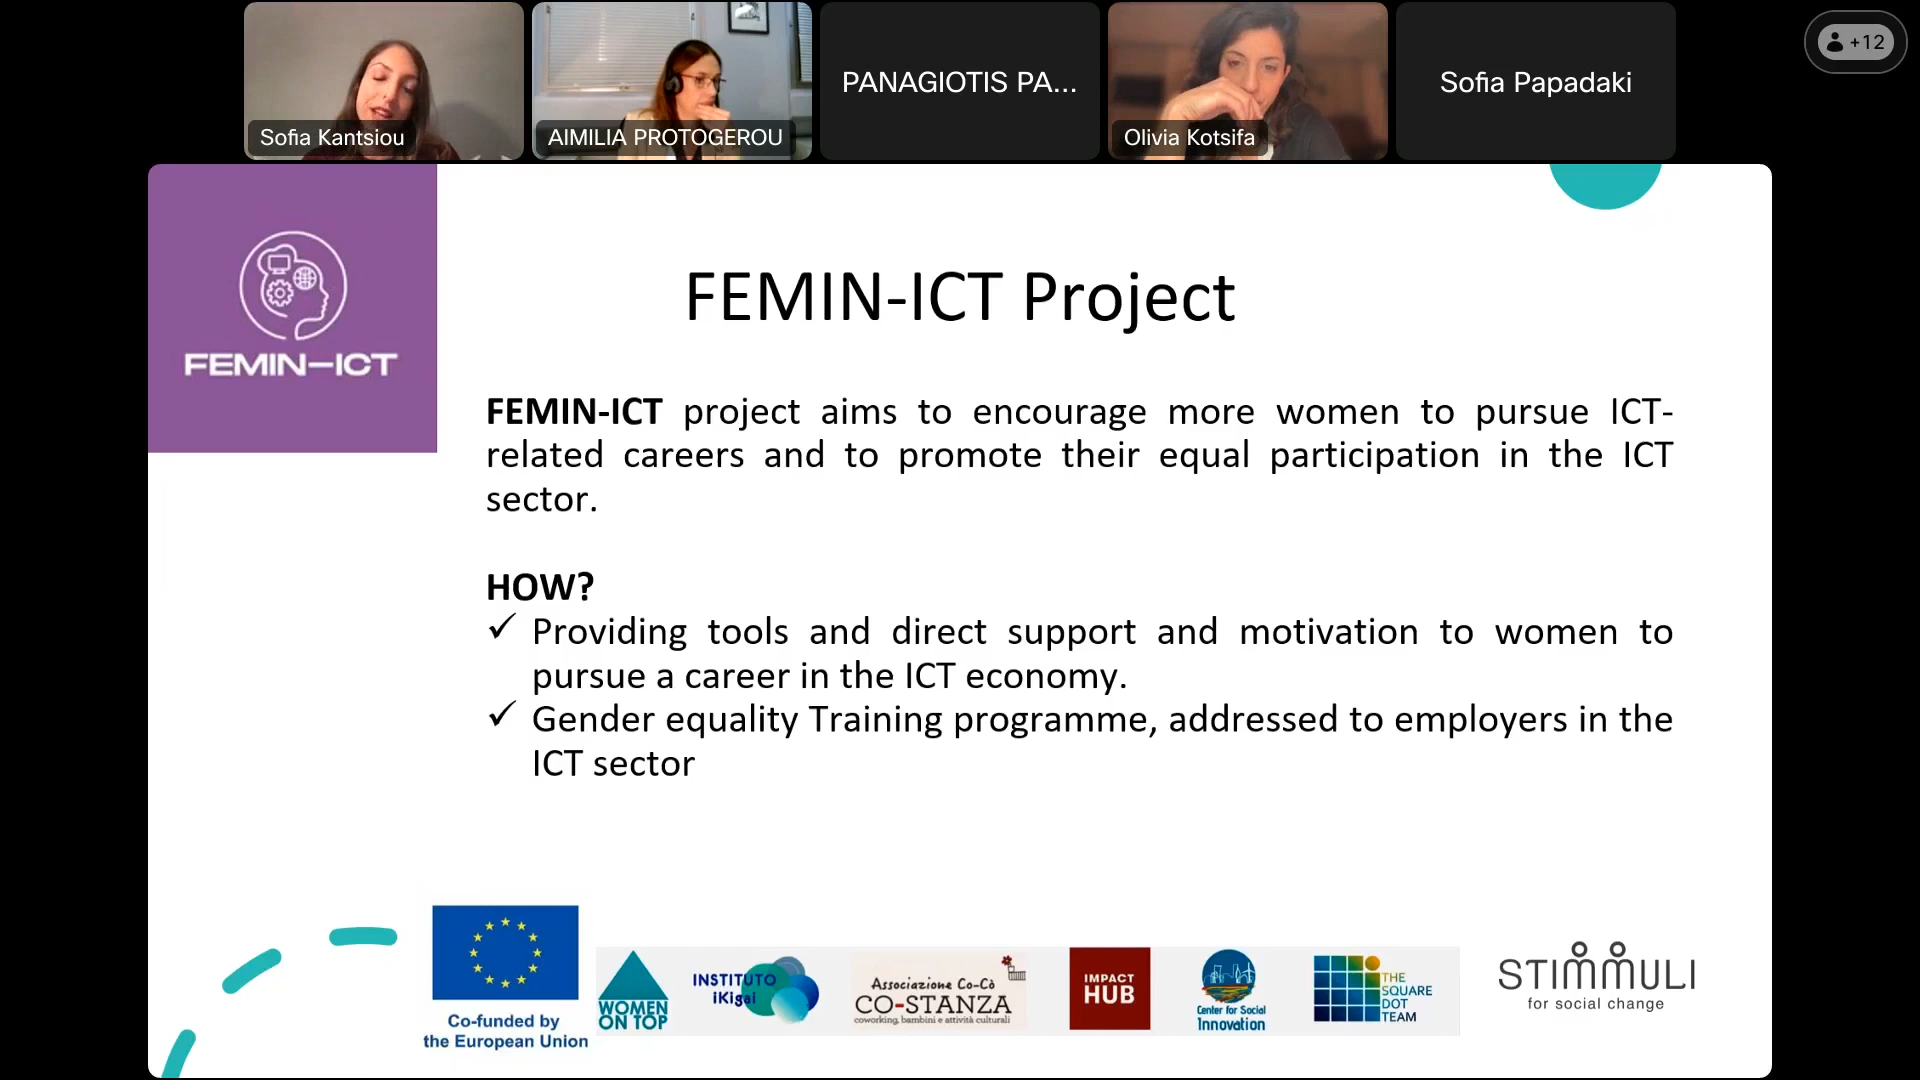 Sofia Kantsiou
AIMILIA PROTOGEROU
PANAGIOTIS PA...
Olivia Kotsifa
Sofia Papadaki
+12
FEMIN-ICT
FEMIN-ICT Project
FEMIN-ICT project aims to encourage more women to pursue ICT-
related careers and to promote their equal participation in the ICT
sector.
HOW?
✓ Providing tools and direct support and motivation to women to
pursue a career in the ICT economy.
✓ Gender equality Training programme, addressed to employers in the
ICT sector
Co-funded by
the European Union
WOMEN
ON TOP
INSTITUTO
iKigai
Associazione Co-Cò
CO-STANZA
coworking, bambini e attività culturali
IMPACT
HUB
Center for Social
Innovation
THE
SQUARE
DOT
TEAM
STIMMULI
for social change